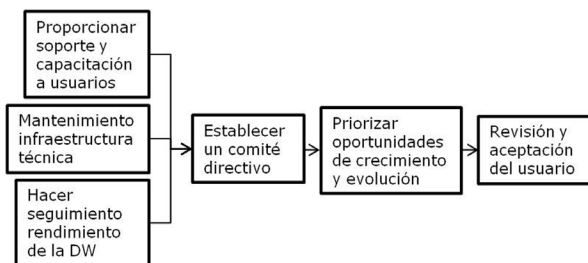 Proporcionar
soporte y
capacitación
a usuarios
Mantenimiento
infraestructura
técnica
Hacer
seguimiento
rendimiento
de la DW
Establecer
un comité
directivo
Priorizar
oportunidades
de crecimiento
y evolución
Revisión y
aceptación
del usuario